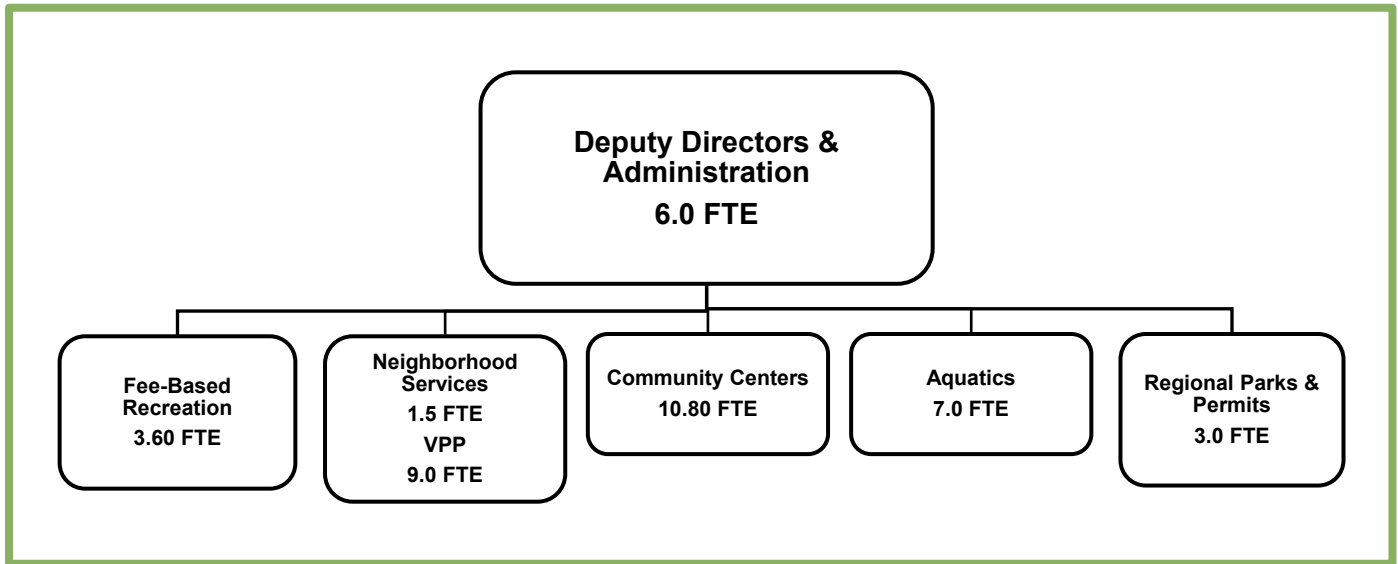 Deputy Directors &
Administration
6.0 FTE
Fee-Based
Recreation
3.60 FTE
Neighborhood
Services
1.5 FTE
VPP
9.0 FTE
Community Centers
10.80 FTE
Aquatics
7.0 FTE
Regional Parks &
Permits
3.0 FTE